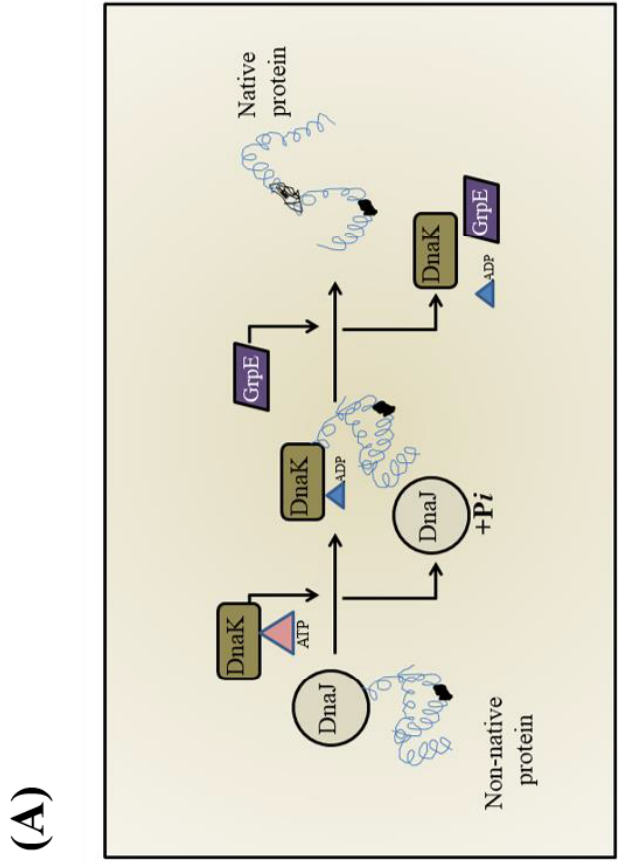 (A)
DnaJ
Non-native
protein
DnaK
ATP
DnaJ
+Pi
DnaK
ADP
GrpE
Native
protein
DnaK
ADP
GrpE